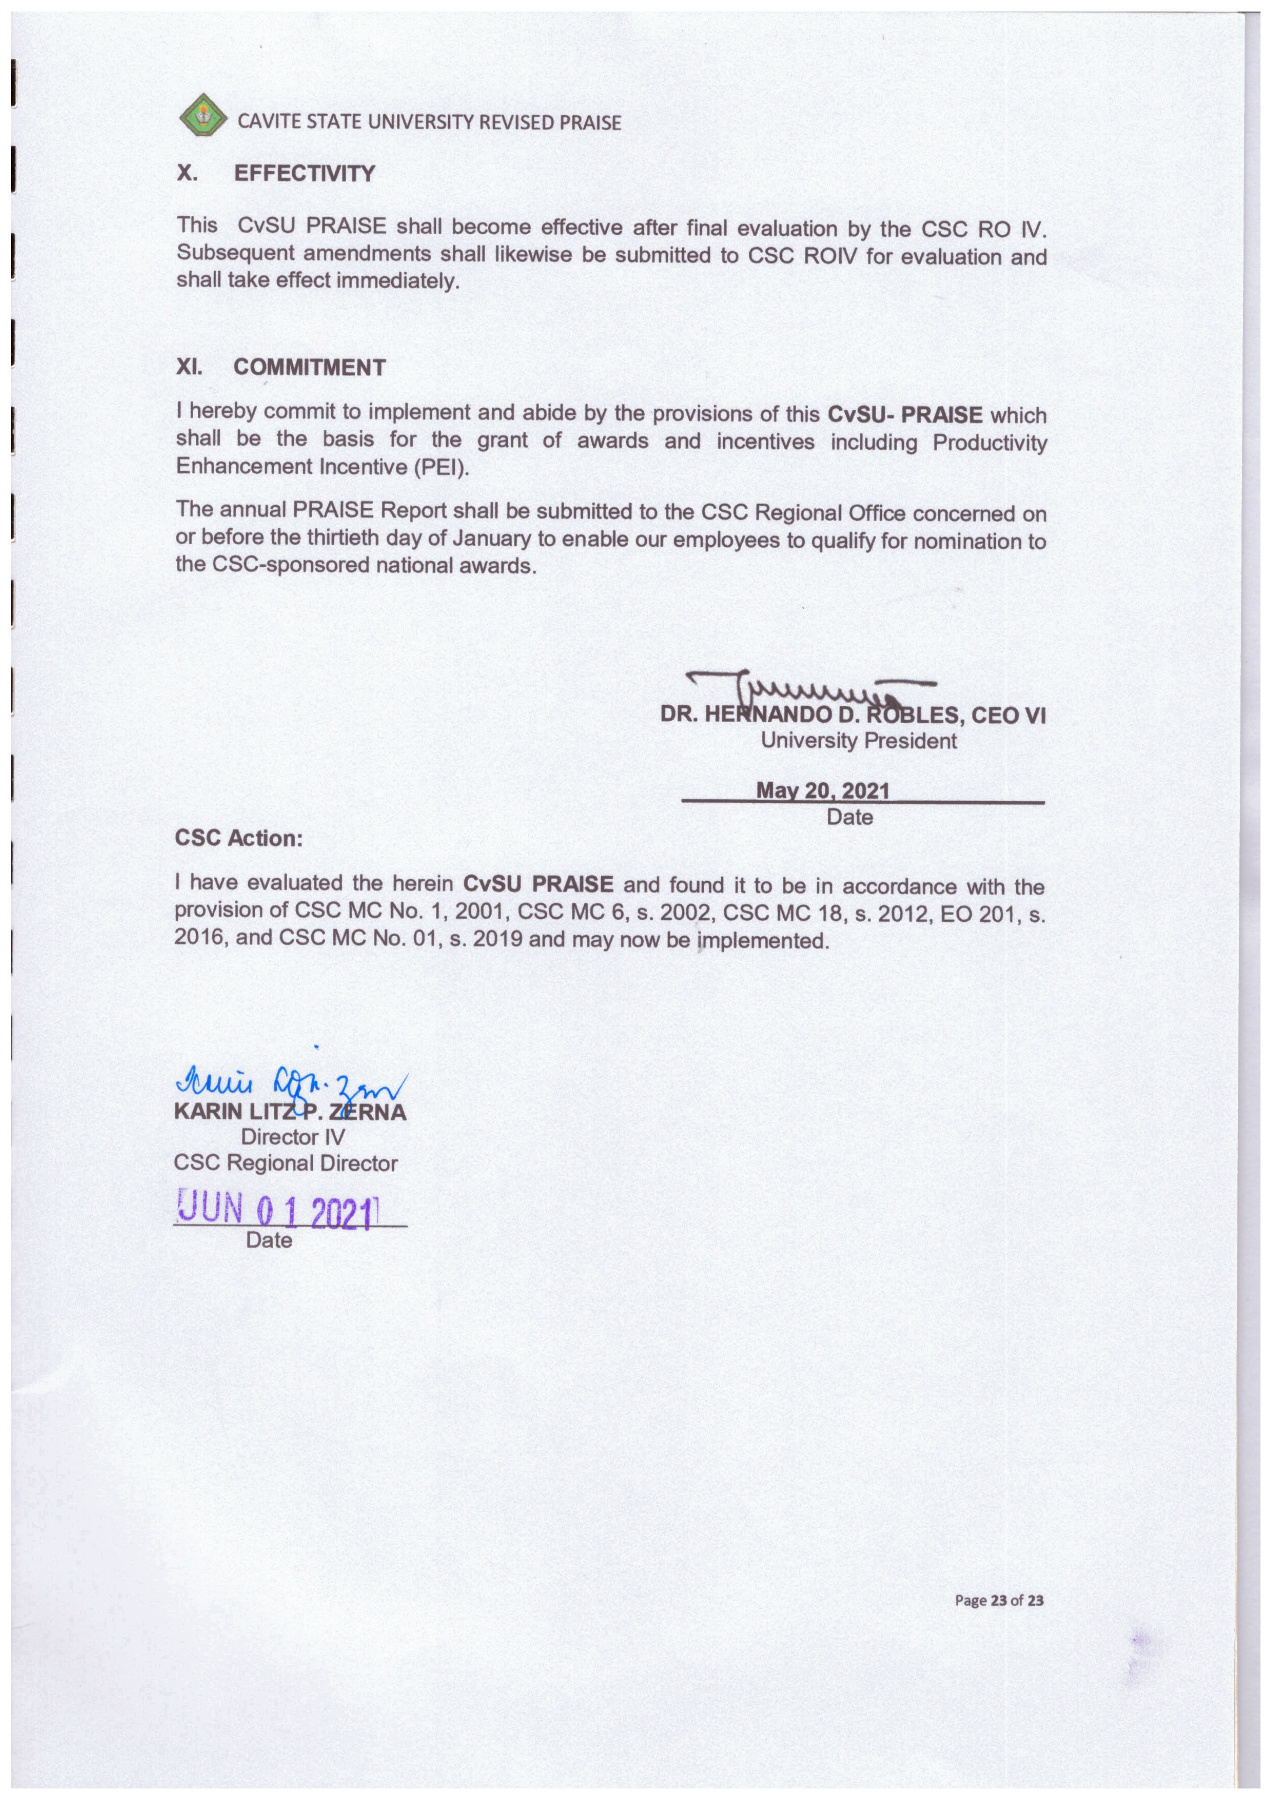 CAVITE STATE UNIVERSITY REVISED PRAISE
X. EFFECTIVITY
This CvSU PRAISE shall become effective after final evaluation by the CSC RO IV.
Subsequent amendments shall likewise be submitted to CSC ROIV for evaluation and
shall take effect immediately.
XI. COMMITMENT
I hereby commit to implement and abide by the provisions of this CvSU- PRAISE which
shall be the basis for the grant of awards and incentives including Productivity
Enhancement Incentive (PEI).
The annual PRAISE Report shall be submitted to the CSC Regional Office concerned on
or before the thirtieth day of January to enable our employees to qualify for nomination to
the CSC-sponsored national awards.
DR. HERNANDO D. ROBLES, CEO VI
University President
May 20, 2021
Date
CSC Action:
I have evaluated the herein CvSU PRAISE and found it to be in accordance with the
provision of CSC MC No. 1, 2001, CSC MC 6, s. 2002, CSC MC 18, s. 2012, EO 201, s.
2016, and CSC MC No. 01, s. 2019 and may now be implemented.
KARIN LITZ P. ZERNA
Director IV
CSC Regional Director
JUN 01 2021
Date
Page 23 of 23